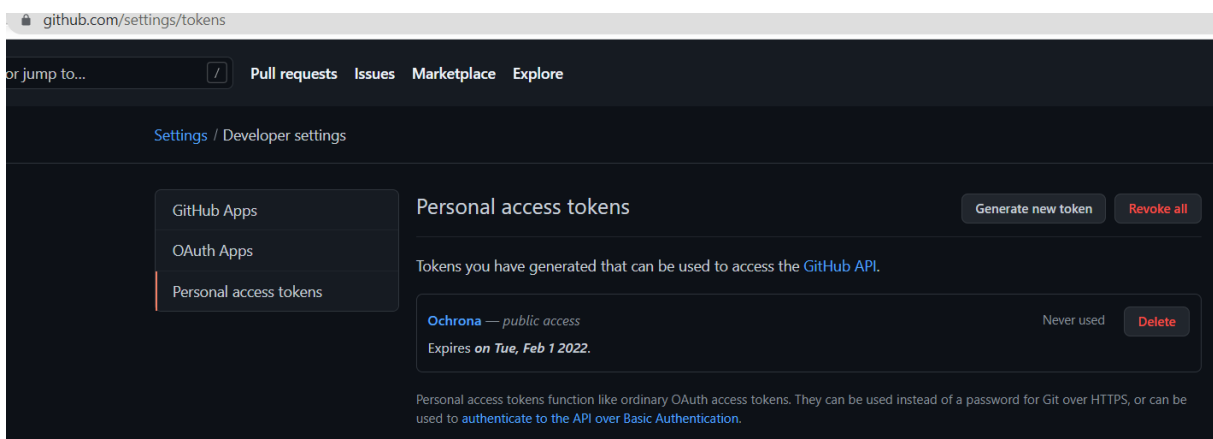 github.com/settings/tokens
or jump to... / Pull requests Issues Marketplace Explore
Settings / Developer settings
GitHub Apps
OAuth Apps
Personal access tokens
Personal access tokens Generate new token Revoke all
Tokens you have generated that can be used to access the GitHub API.
Ochrona — public access Never used Delete
Expires on Tue, Feb 1 2022.
Personal access tokens function like ordinary OAuth access tokens. They can be used instead of a password for Git over HTTPS, or can be
used to authenticate to the API over Basic Authentication.